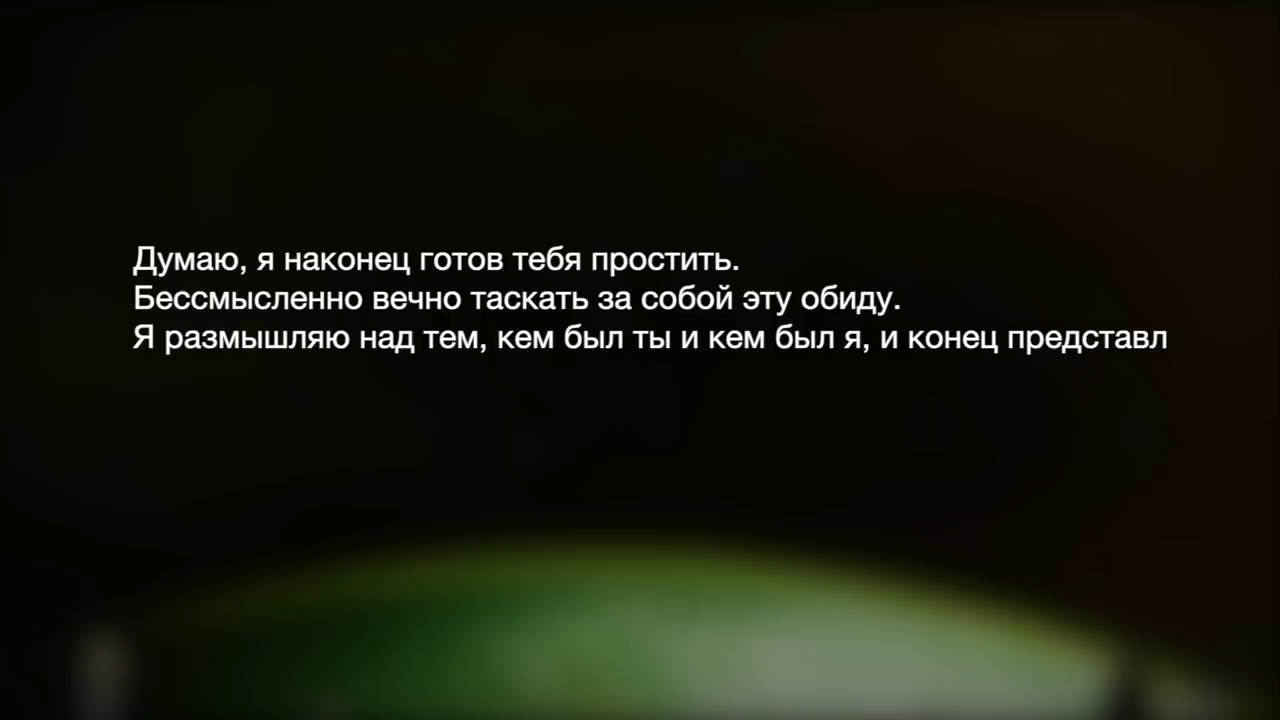 Думаю, я наконец готов тебя простить.
Бессмысленно вечно таскать за собой эту обиду.
Я размышляю над тем, кем был ты и кем был я, и конец представл